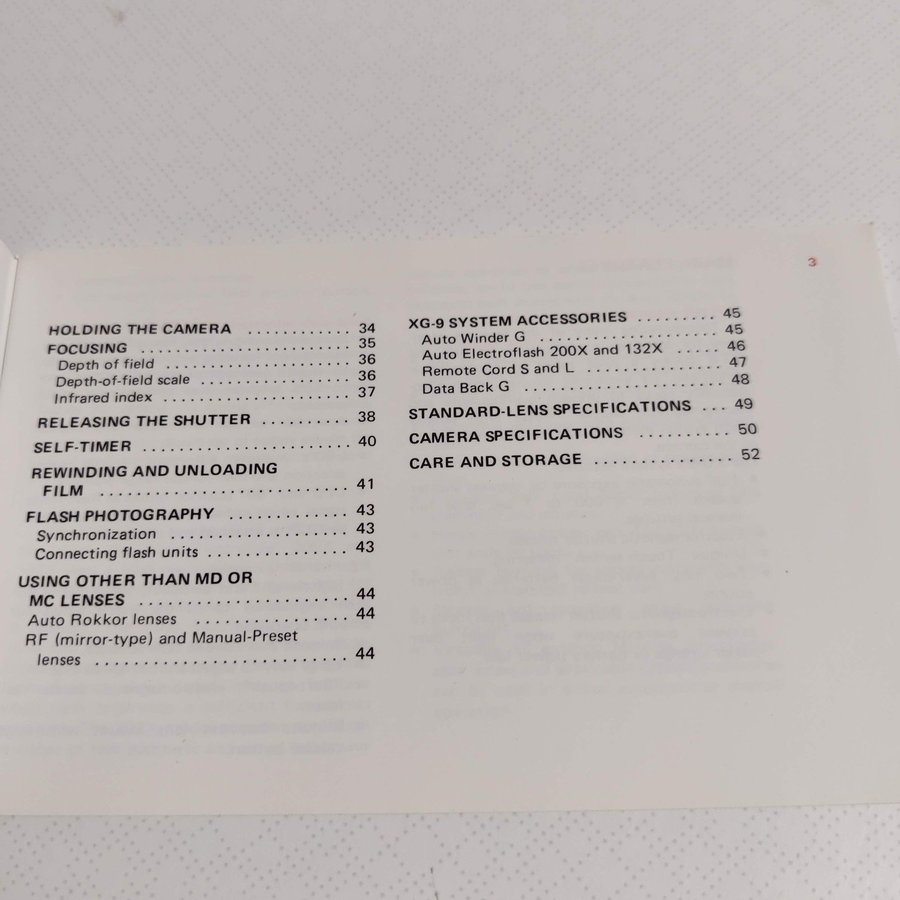 3
HOLDING THE CAMERA ............ 34
FOCUSING ........................ 35
Depth of field ..................... 36
Depth-of-field scale ................. 36
Infrared index ..................... 37
RELEASING THE SHUTTER .......... 38
SELF-TIMER ........................ 40
REWINDING AND UNLOADING
FILM ............................ 41
FLASH PHOTOGRAPHY ............. 43
Synchronization .................... 43
Connecting flash units ................ 43
USING OTHER THAN MD OR
MC LENSES ....................... 44
Auto Rokkor lenses ................. 44
RF (mirror-type) and Manual-Preset
lenses ............................ 44
XG-9 SYSTEM ACCESSORIES ......... 45
Auto Winder G ..................... 45
Auto Electroflash 200X and 132X ..... 46
Remote Cord S and L ................ 47
Data Back G ....................... 48
STANDARD-LENS SPECIFICATIONS ... 49
CAMERA SPECIFICATIONS .......... 50
CARE AND STORAGE ............... 52